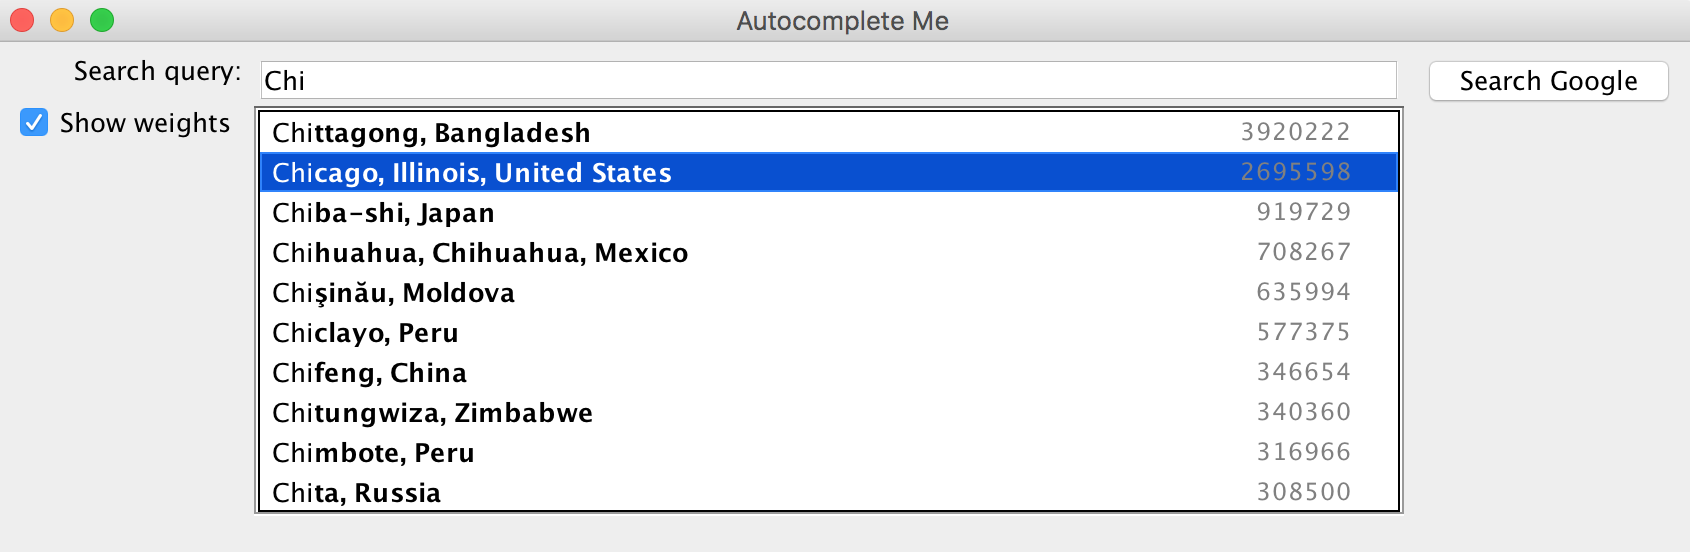 Autocomplete Me
Search query: Chi Search Google
Show weights
Chittagong, Bangladesh 3920222
Chicago, Illinois, United States 2695598
Chiba-shi, Japan 919729
Chihuahua, Chihuahua, Mexico 708267
Chişinău, Moldova 635994
Chiclayo, Peru 577375
Chifeng, China 346654
Chitungwiza, Zimbabwe 340360
Chimbote, Peru 316966
Chita, Russia 308500